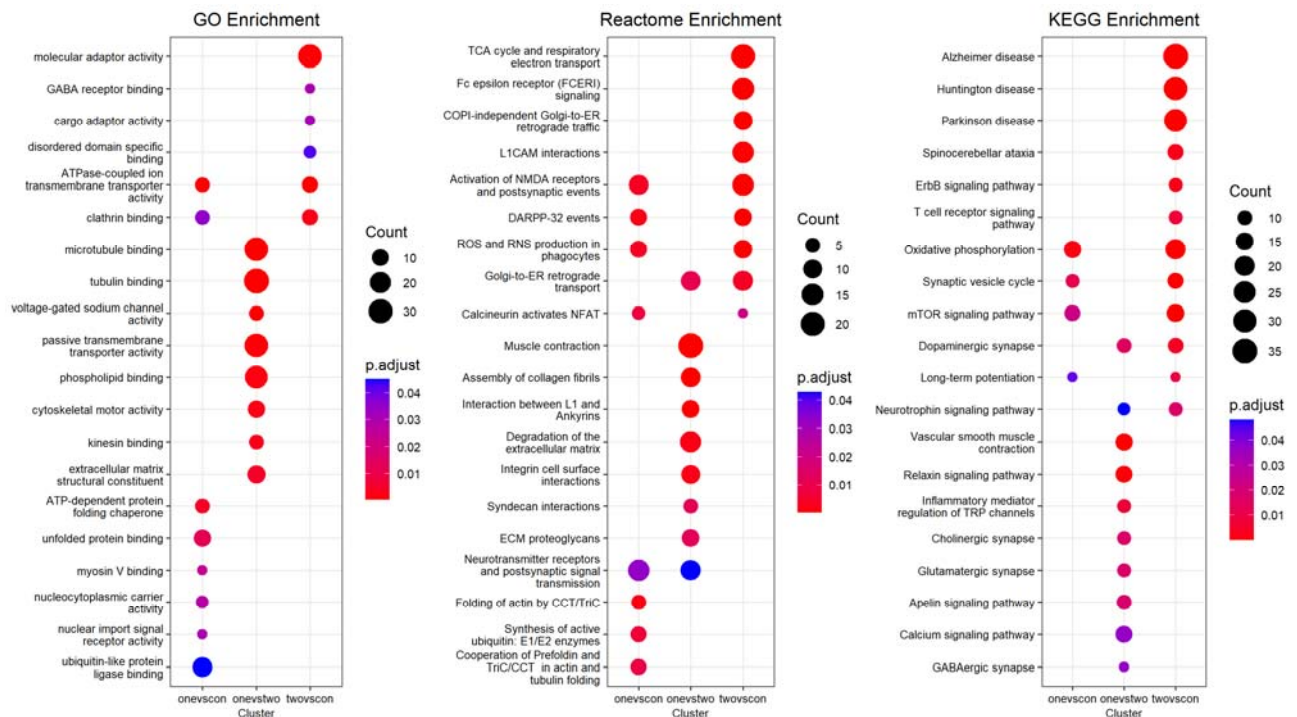 GO Enrichment
molecular adaptor activity
GABA receptor binding
cargo adaptor activity
disordered domain specific
binding
ATPase-coupled ion
transmembrane transporter
activity
clathrin binding
microtubule binding
tubulin binding
voltage-gated sodium channel
activity
passive transmembrane
transporter activity
phospholipid binding
cytoskeletal motor activity
kinesin binding
extracellular matrix
structural constituent
ATP-dependent protein
folding chaperone
unfolded protein binding
myosin V binding
nucleocytoplasmic carrier
activity
nuclear import signal
receptor activity
ubiquitin-like protein
ligase binding
onevscon onevstwo twovscon
Cluster
Count
10
20
30
p.adjust
0.04
0.03
0.02
0.01
Reactome Enrichment
TCA cycle and respiratory
electron transport
Fc epsilon receptor (FCERI)
signaling
COPI-independent Golgi-to-ER
retrograde traffic
L1CAM interactions
Activation of NMDA
receptors and postsynaptic events
DARPP-32 events
ROS and RNS production in
phagocytes
Golgi-to-ER retrograde
transport
Calcineurin activates NFAT
Muscle contraction
Assembly of collagen fibrils
Interaction between L1 and
Ankyrins
Degradation of the
extracellular matrix
Integrin cell surface
interactions
Syndecan interactions
ECM proteoglycans
Neurotransmitter receptors
and postsynaptic signal
transmission
Folding of actin by CCT/TriC
Synthesis of active
ubiquitin: E1/E2 enzymes
Cooperation of Prefoldin and
TriC/CCT in actin and
tubulin folding
onevscon onevstwo twovscon
Cluster
Count
5
10
15
20
p.adjust
0.04
0.03
0.02
0.01
KEGG Enrichment
Alzheimer disease
Huntington disease
Parkinson disease
Spinocerebellar ataxia
ErbB signaling pathway
T cell receptor signaling
pathway
Oxidative phosphorylation
Synaptic vesicle cycle
mTOR signaling pathway
Dopaminergic synapse
Long-term potentiation
Neurotrophin signaling pathway
Vascular smooth muscle
contraction
Relaxin signaling pathway
Inflammatory mediator
regulation of TRP channels
Cholinergic synapse
Glutamatergic synapse
Apelin signaling pathway
Calcium signaling pathway
GABAergic synapse
onevscon onevstwo twovscon
Cluster
Count
10
15
20
25
30
35
p.adjust
0.04
0.03
0.02
0.01